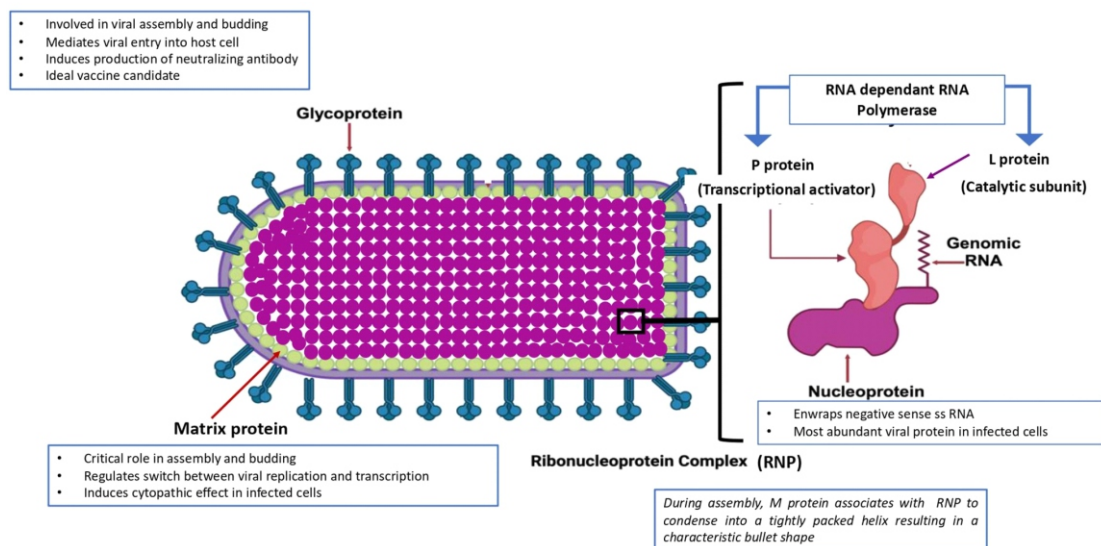 • Involved in viral assembly and budding
• Mediates viral entry into host cell
• Induces production of neutralizing antibody
• Ideal vaccine candidate
Glycoprotein
RNA dependant RNA
Polymerase
P protein
(Transcriptional activator)
L protein
(Catalytic subunit)
Genomic
RNA
Nucleoprotein
• Enwraps negative sense ss RNA
• Most abundant viral protein in infected cells
Matrix protein
• Critical role in assembly and budding
• Regulates switch between viral replication and transcription
• Induces cytopathic effect in infected cells
Ribonucleoprotein Complex (RNP)
During assembly, M protein associates with RNP to
condense into a tightly packed helix resulting in a
characteristic bullet shape